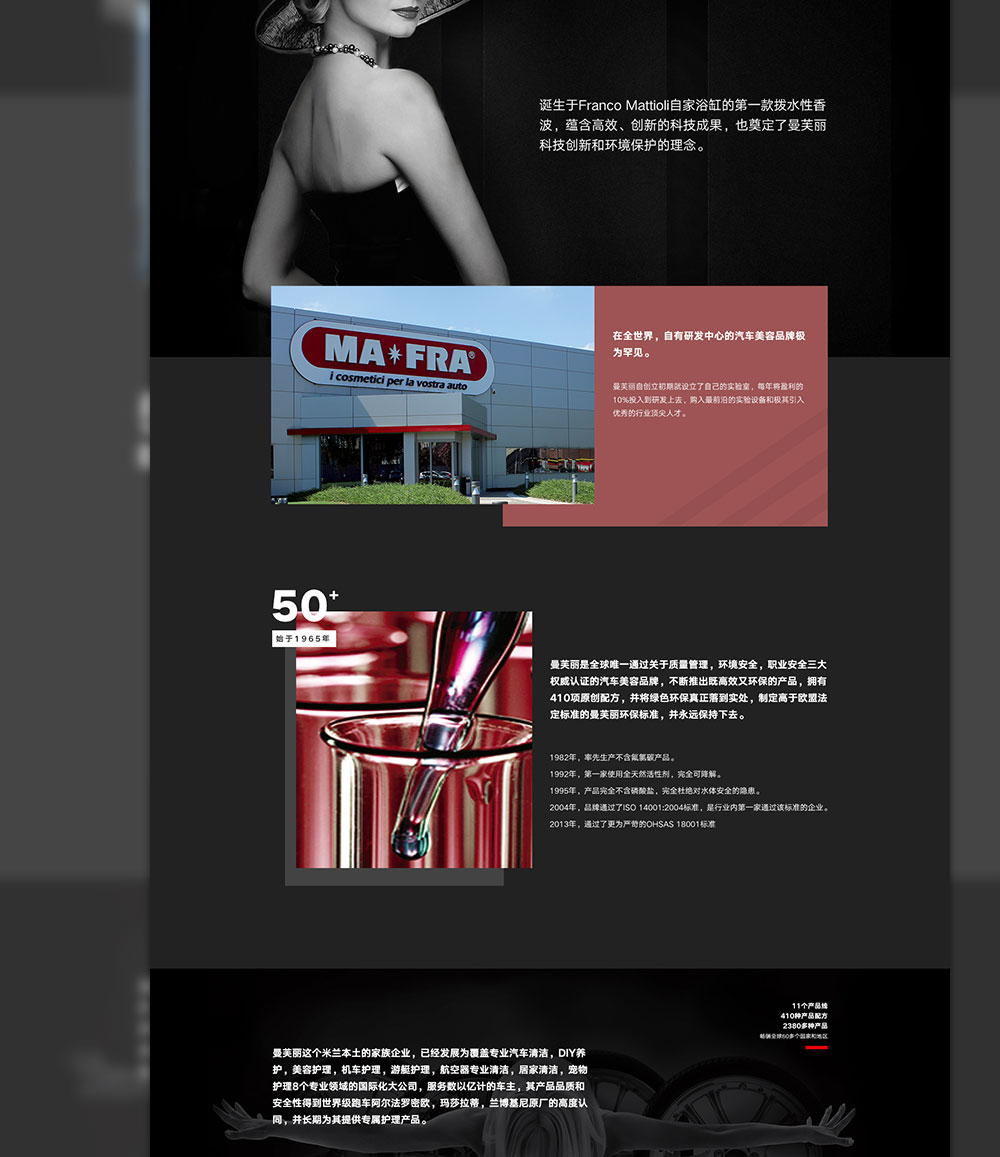 诞生于Franco Mattioli自家浴缸的第一款拨水性香
波，蕴含高效、创新的科技成果，也奠定了曼芙丽
科技创新和环境保护的理念。
MA FRA®
i cosmetici per la vostra auto
在全世界，自有研发中心的汽车美容品牌极
为罕见。
曼芙丽自创立初期就设立了自己的实验室，每年将盈利的
10%投入到研发上去，购入最前沿的实验设备和极其引入
优秀的行业顶尖人才。
50+
始于1965年
曼芙丽是全球唯一通过关于质量管理，环境安全，职业安全三大
权威认证的汽车美容品牌，不断推出既高效又环保的产品，拥有
410项原创配方，并将绿色环保真正落到实处，制定高于欧盟法
定标准的曼芙丽环保标准，并永远保持下去。
1982年，率先生产不含氟氯碳产品。
1992年，第一家使用全天然活性剂，完全可降解。
1995年，产品完全不含磷酸盐，完全杜绝对水体安全的隐患。
2004年，品牌通过了ISO 14001:2004标准，是行业内第一家通过该标准的企业。
2013年，通过了更为严苛的OHSAS 18001标准
11个产品线
410种产品配方
2380多种产品
畅销全球60多个国家和地区
曼芙丽这个米兰本土的家族企业，已经发展为覆盖专业汽车清洁，DIY养
护，美容护理，机车护理，游艇护理，航空器专业清洁，居家清洁，宠物
护理8个专业领域的国际化大公司，服务数以亿计的车主，其产品品质和
安全性得到世界级跑车阿尔法罗密欧，玛莎拉蒂，兰博基尼原厂的高度认
同，并长期为其提供专属护理产品。